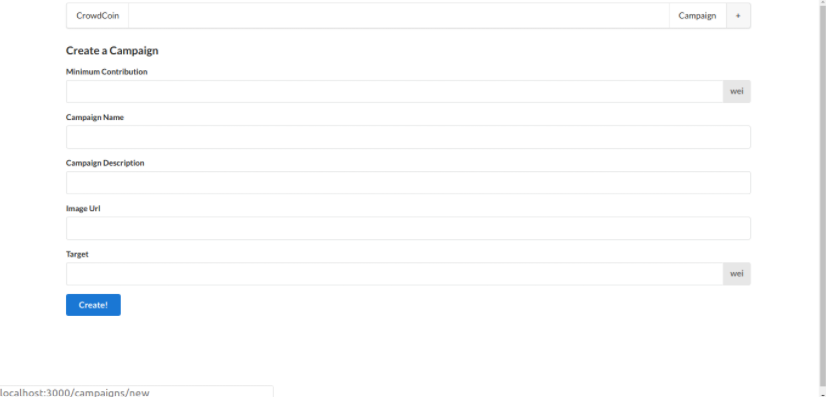 CrowdCoin Campaign +
Create a Campaign
Minimum Contribution
wei
Campaign Name
Campaign Description
Image Url
Target
wei
Create!
localhost:3000/campaigns/new